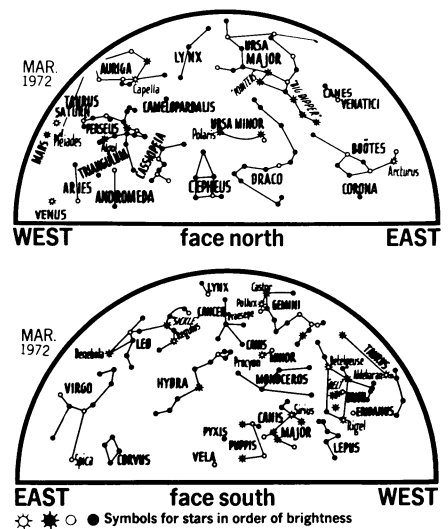 MAR.
1972
URSA
MAJOR
LYNX
AURIGA
Capella
"POINTERS"
"BIG DIPPER"
CANES
VENATICI
TAURUS
SATURN
CAMELOPARDALIS
PERSEUS
Pleiades
Algol
MARS
URSA MINOR
Polaris
TRIANGULUM
CASSIOPEIA
BOÖTES
Arcturus
ARIES
ANDROMEDA
CEPHEUS
DRACO
CORONA
VENUS
WEST face north EAST
MAR.
1972
LYNX
Castor
Pollux
GEMINI
CANCER
Praesepe
SICKLE
Regulus
LEO
Denebola
CANIS
MINOR
Procyon
TAURUS
Betelgeuse
Aldebaran
VIRGO
HYDRA
MONOCEROS
BELT
ORION
ERIDANUS
CANIS
MAJOR
Sirius
Rigel
PYXIS
PUPPIS
LEPUS
Spica
CORVUS
VELA
EAST face south WEST
Symbols for stars in order of brightness